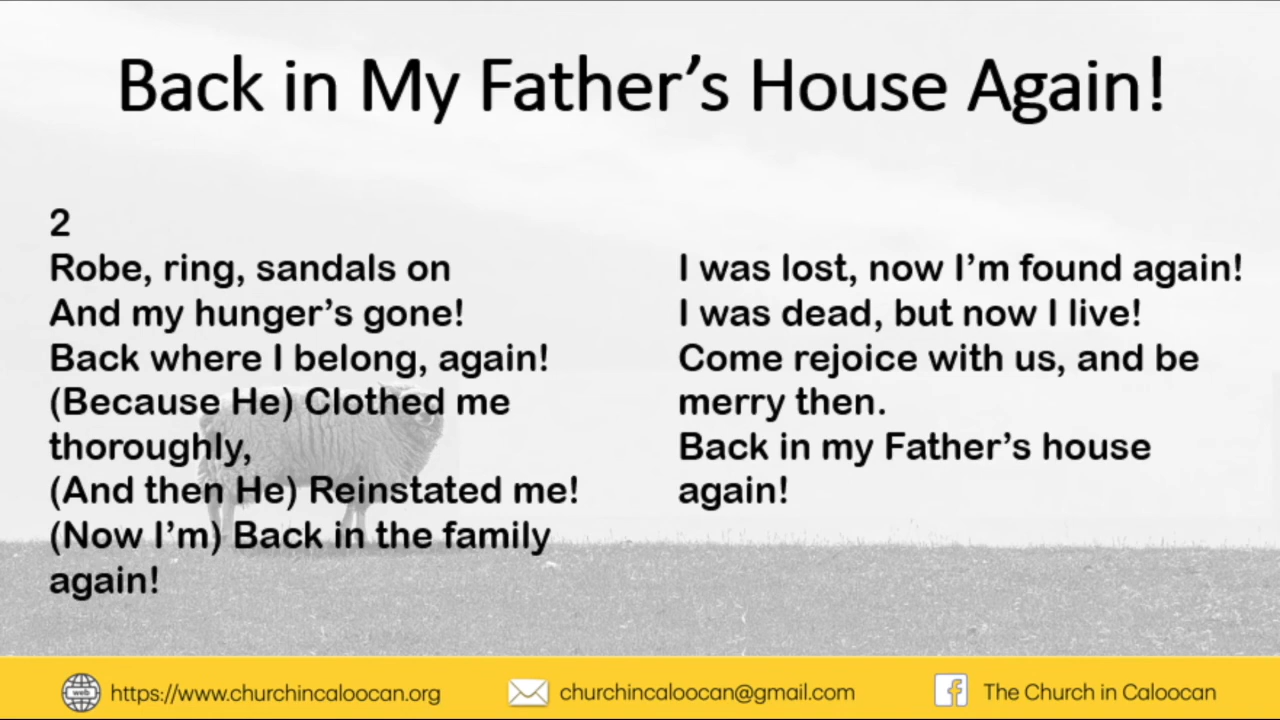 Back in My Father’s House Again!
2
Robe, ring, sandals on
And my hunger’s gone!
Back where I belong, again!
(Because He) Clothed me
thoroughly,
(And then He) Reinstated me!
(Now I’m) Back in the family
again!
I was lost, now I’m found again!
I was dead, but now I live!
Come rejoice with us, and be
merry then.
Back in my Father’s house
again!
web
https://www.churchincaloocan.org
churchincaloocan@gmail.com
f
The Church in Caloocan